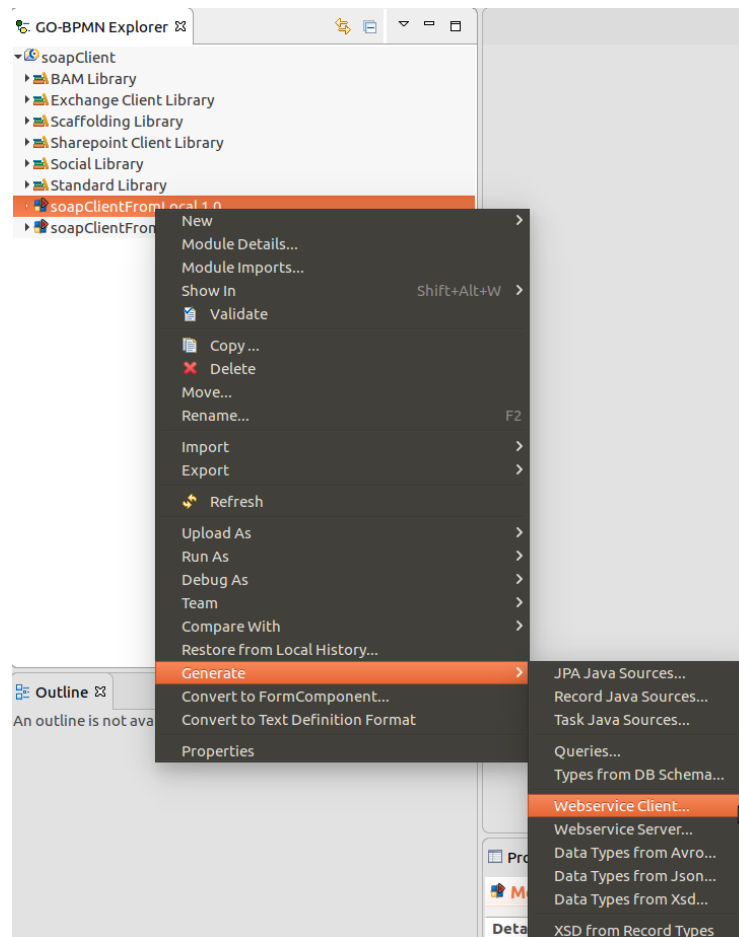 GO-BPMN Explorer
soapClient
BAM Library
Exchange Client Library
Scaffolding Library
Sharepoint Client Library
Social Library
Standard Library
soapClientFromLocal 1.0
soapClientFrom
New
Module Details...
Module Imports...
Show In Shift+Alt+W
Validate
Copy...
Delete
Move...
Rename... F2
Import
Export
Refresh
Upload As
Run As
Debug As
Team
Compare With
Restore from Local History...
Generate
Convert to FormComponent...
Convert to Text Definition Format
Properties
JPA Java Sources...
Record Java Sources...
Task Java Sources...
Queries...
Types from DB Schema...
Webservice Client...
Webservice Server...
Data Types from Avro...
Data Types from Json...
Data Types from Xsd...
XSD from Record Types
Outline
An outline is not ava
Pro
Mo
Deta